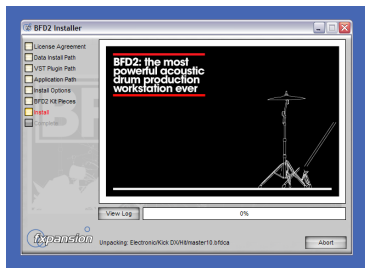 BFD2 Installer
License Agreement
Data Install Path
VST Plugin Path
Application Path
Install Options
BFD2 Kit Pieces
Install
Complete
BFD2: the most
powerful acoustic
drum production
workstation ever
View Log
0%
fxpansion
Unpacking: Electronic/Kick DX/Hit/master10.bfdca
Abort